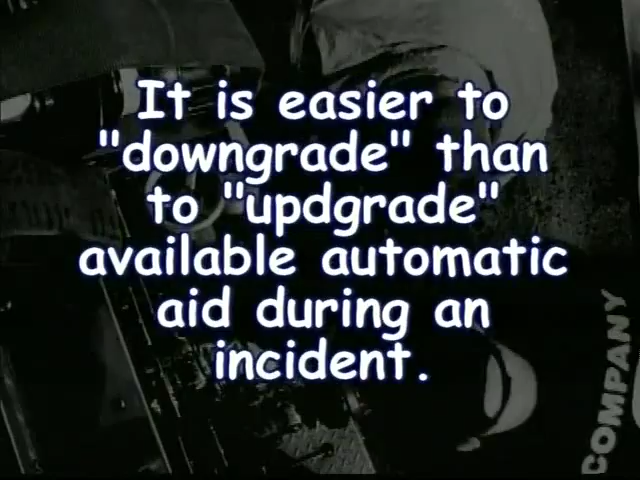 It is easier to
"downgrade" than
to "updgrade"
available automatic
aid during an
incident.
COMPANY